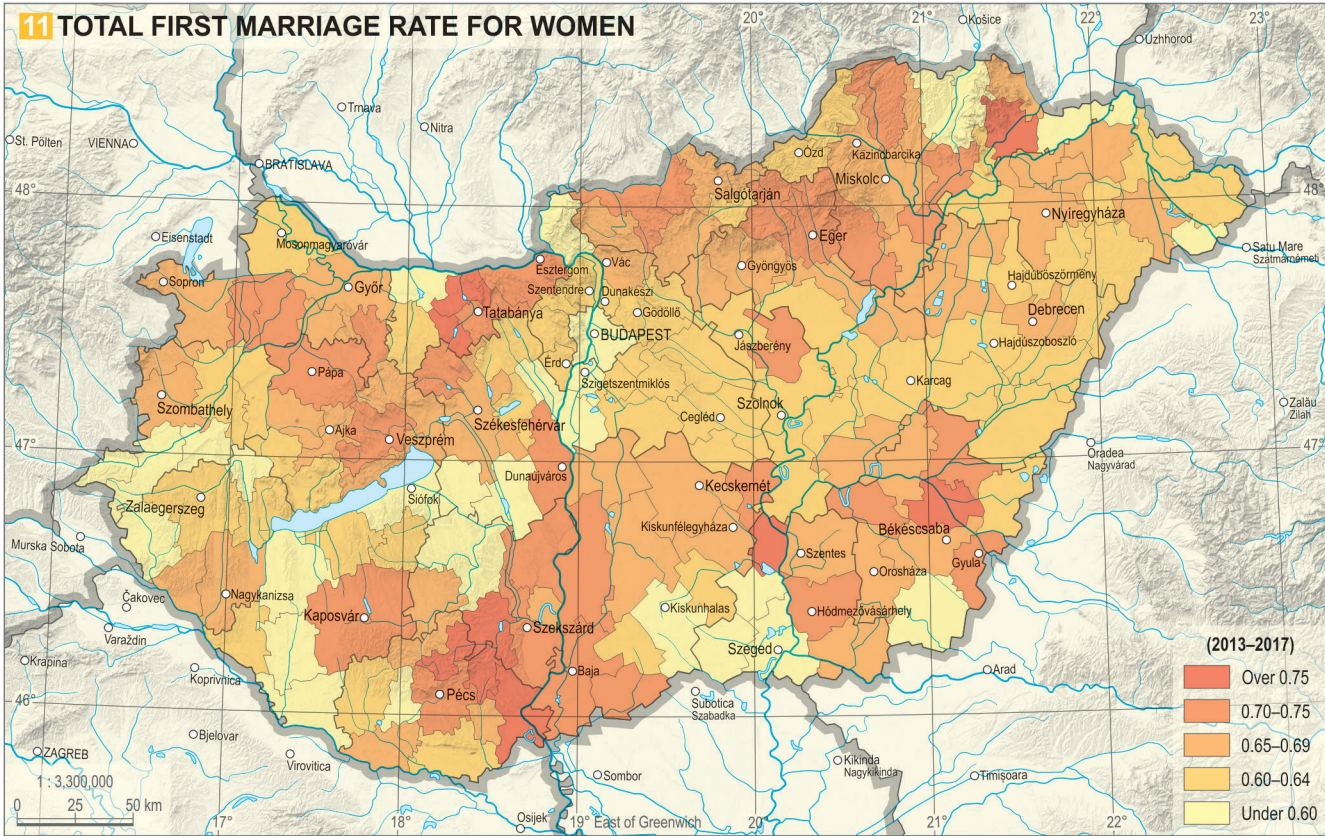 11 TOTAL FIRST MARRIAGE RATE FOR WOMEN
20°
21°
22°
23°
Košice
Uzhhorod
Trnava
Nitra
St. Pölten
VIENNA
BRATISLAVA
Ózd
Kazincbarcika
Miskolc
Salgótarján
48°
48°
Nyíregyháza
Eisenstadt
Mosonmagyaróvár
Eger
Satu Mare
Szatmárnémeti
Sopron
Győr
Esztergom
Vác
Gyöngyös
Szentendre
Dunakeszi
Hajdúböszörmény
Tatabánya
Gödöllő
Debrecen
BUDAPEST
Jászberény
Hajdúszoboszló
Érd
Pápa
Szigetszentmiklós
Karcag
Szombathely
Székesfehérvár
Cegléd
Szolnok
Zalău
Zilah
Ajka
Veszprém
47°
47°
Oradea
Nagyvárad
Dunaújváros
Zalaegerszeg
Siófok
Kecskemét
Kiskunfélegyháza
Békéscsaba
Murska Sobota
Szentes
Gyula
Orosháza
Čakovec
Nagykanizsa
Kaposvár
Kiskunhalas
Hódmezővásárhely
Varaždin
Szekszárd
Szeged
Krapina
Koprivnica
Baja
Arad
46°
46°
Pécs
Subotica
Szabadka
Bjelovar
ZAGREB
Virovitica
Sombor
Kikinda
Nagykikinda
Timişoara
1 : 3,300,000
0 25 50 km
17°
18°
19° East of Greenwich
20°
21°
22°
Osijek
(2013–2017)
Over 0.75
0.70–0.75
0.65–0.69
0.60–0.64
Under 0.60